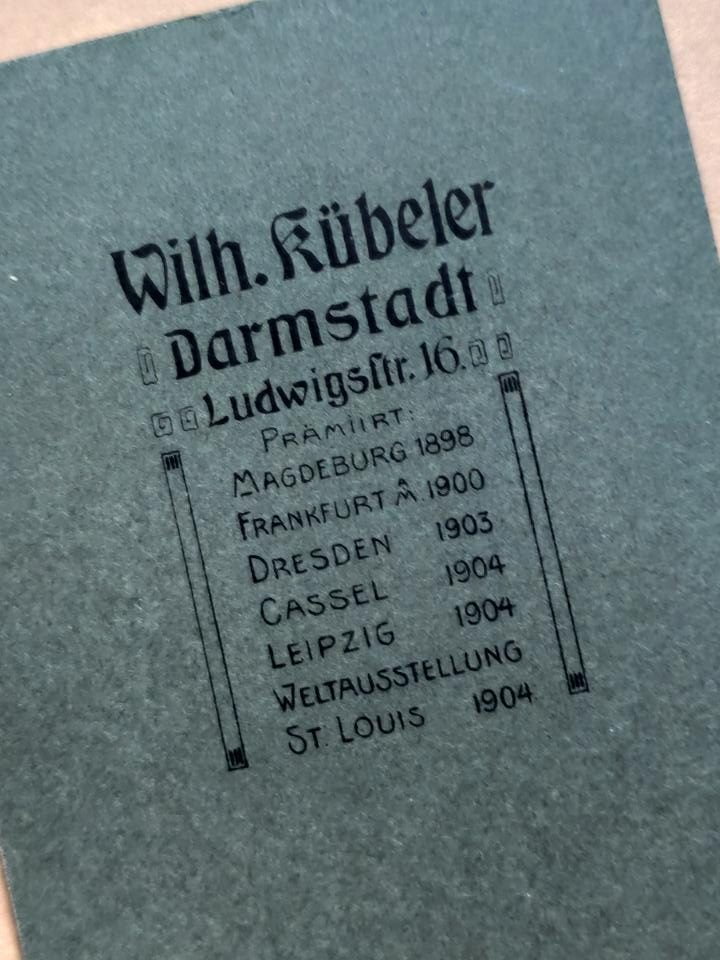 Wilh. Kübeler
Darmstadt
Ludwigsſtr. 16.
PRÄMIIRT:
MAGDEBURG 1898
FRANKFURT A/M. 1900
DRESDEN 1903
CASSEL 1904
LEIPZIG 1904
WELTAUSSTELLUNG
ST. LOUIS 1904